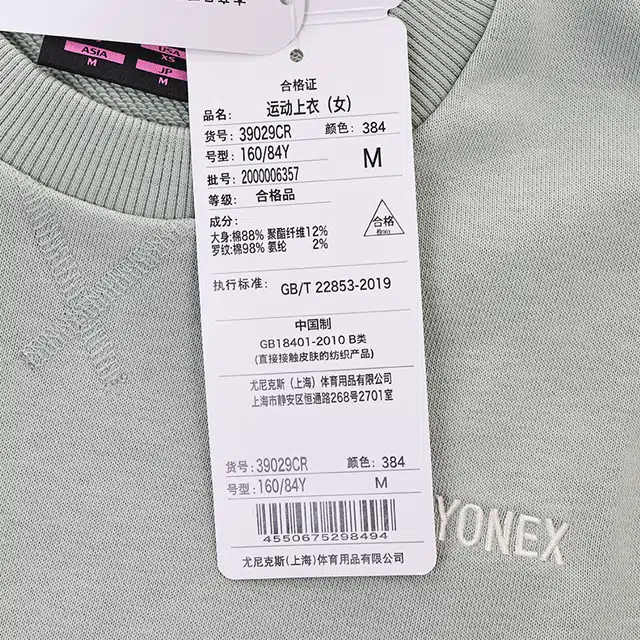 ASIA
M
USA
XS
JP
M
合格证
品名: 运动上衣（女）
货号: 39029CR 颜色: 384
号型: 160/84Y M
批号: 2000006357
等级: 合格品
成分:
大身:棉88% 聚酯纤维12%
罗纹:棉98% 氨纶 2%
合格
执行标准: GB/T 22853-2019
中国制
GB18401-2010 B类
(直接接触皮肤的纺织产品)
尤尼克斯（上海）体育用品有限公司
上海市静安区恒通路268号2701室
货号: 39029CR 颜色: 384
号型: 160/84Y M
4550675298494
尤尼克斯(上海）体育用品有限公司
YONEX